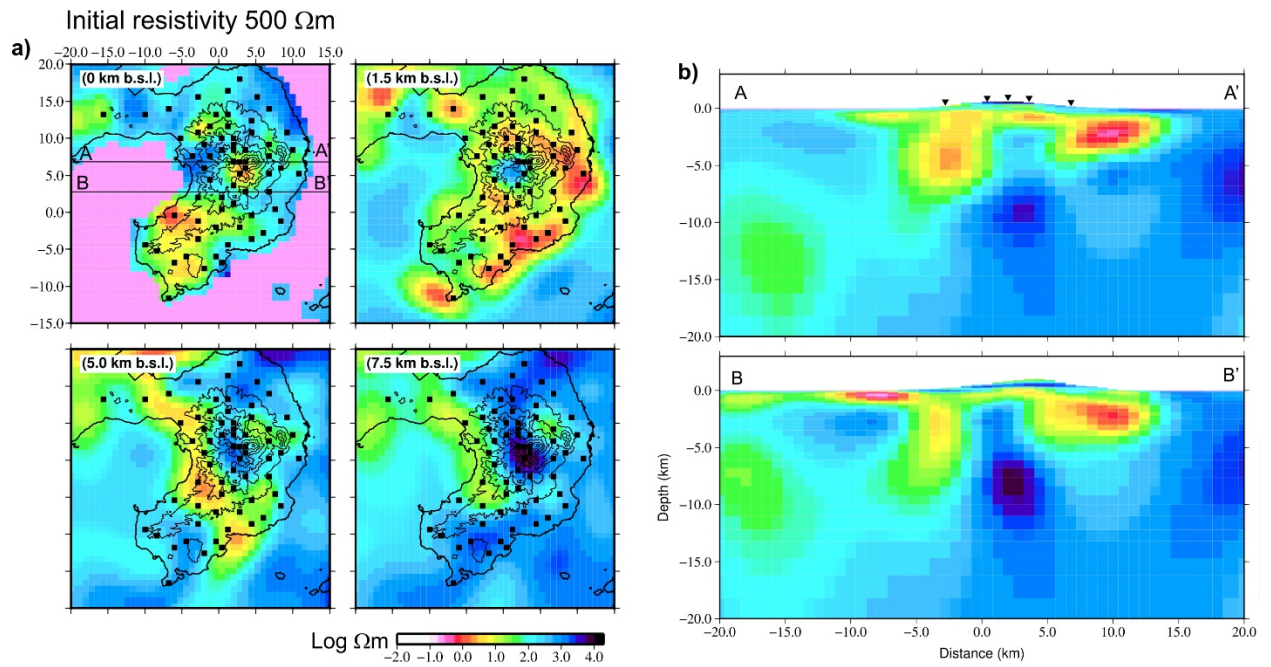 Initial resistivity 500 Ωm
a)
−20.0 −15.0 −10.0 −5.0 0.0 5.0 10.0 15.0
20.0
15.0
10.0
5.0
0.0
−5.0
−10.0
−15.0
(0 km b.s.l.)
A A'
B B'
(1.5 km b.s.l.)
(5.0 km b.s.l.)
(7.5 km b.s.l.)
Log Ωm
−2.0 −1.0 0.0 1.0 2.0 3.0 4.0
b)
A A'
0.0
−5.0
−10.0
−15.0
−20.0
B B'
0.0
−5.0
−10.0
−15.0
−20.0
Depth (km)
−20.0 −15.0 −10.0 −5.0 0.0 5.0 10.0 15.0 20.0
Distance (km)